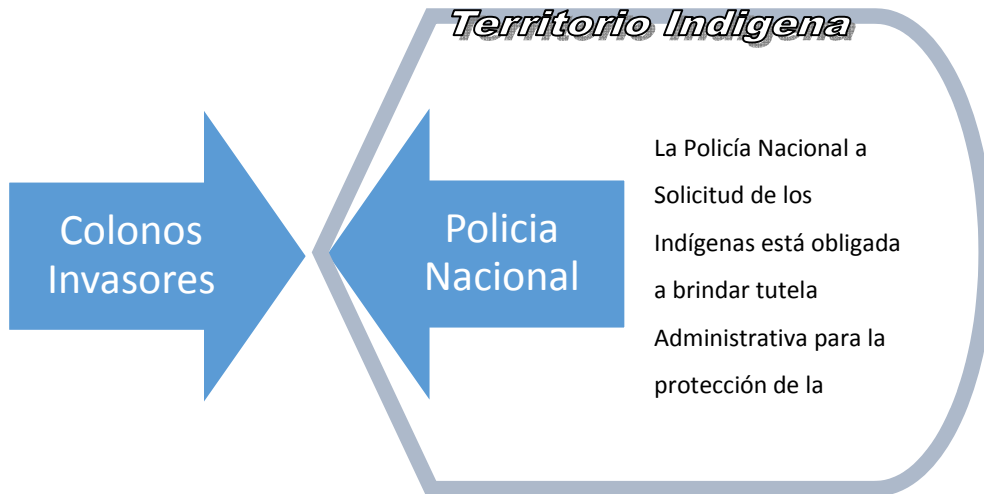 Territorio Indigena
Colonos
Invasores
Policia
Nacional
La Policía Nacional a
Solicitud de los
Indígenas está obligada
a brindar tutela
Administrativa para la
protección de la